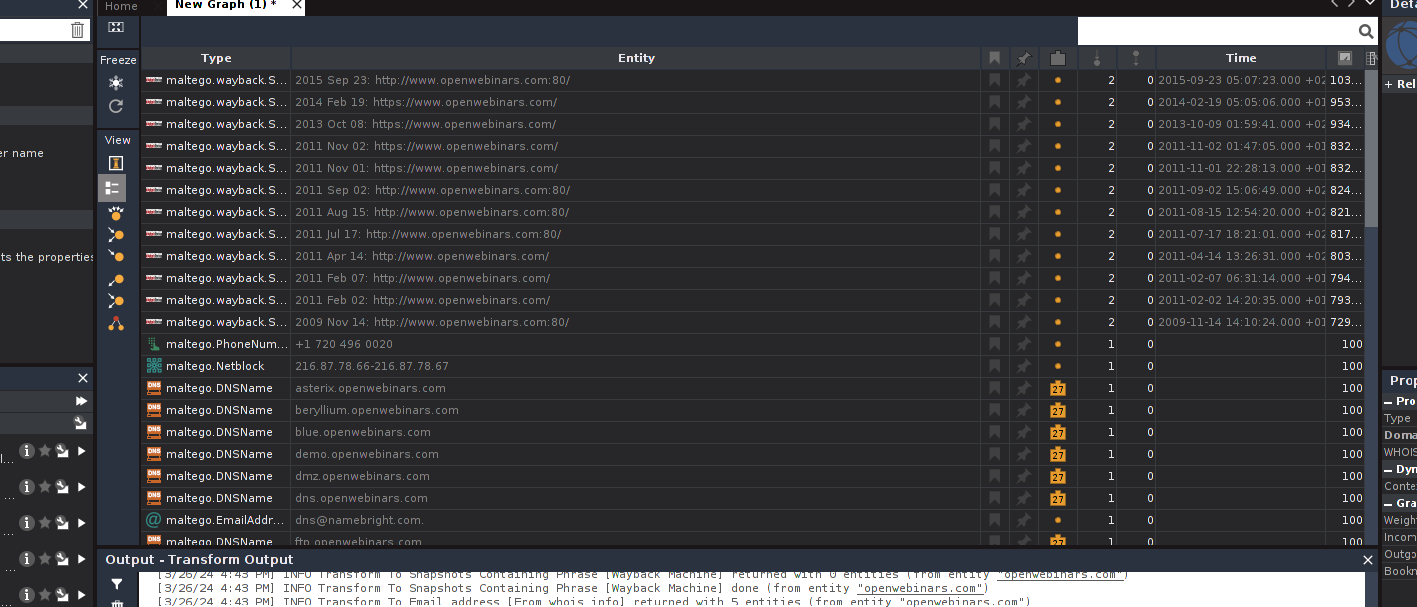 Home
New Graph (1) *
Deta
Freeze
View
er name
ts the properties
Type Entity Time
maltego.wayback.S... 2015 Sep 23: http://www.openwebinars.com:80/ 2 0 2015-09-23 05:07:23.000 +02 103...
maltego.wayback.S... 2014 Feb 19: https://www.openwebinars.com/ 2 0 2014-02-19 05:05:06.000 +01 953...
maltego.wayback.S... 2013 Oct 08: https://www.openwebinars.com/ 2 0 2013-10-09 01:59:41.000 +02 934...
maltego.wayback.S... 2011 Nov 02: https://www.openwebinars.com/ 2 0 2011-11-02 01:47:05.000 +01 832...
maltego.wayback.S... 2011 Nov 01: https://www.openwebinars.com/ 2 0 2011-11-01 22:28:13.000 +01 832...
maltego.wayback.S... 2011 Sep 02: http://www.openwebinars.com:80/ 2 0 2011-09-02 15:06:49.000 +02 824...
maltego.wayback.S... 2011 Aug 15: http://www.openwebinars.com:80/ 2 0 2011-08-15 12:54:20.000 +02 821...
maltego.wayback.S... 2011 Jul 17: http://www.openwebinars.com:80/ 2 0 2011-07-17 18:21:01.000 +02 817...
maltego.wayback.S... 2011 Apr 14: http://www.openwebinars.com/ 2 0 2011-04-14 13:26:31.000 +02 803...
maltego.wayback.S... 2011 Feb 07: http://www.openwebinars.com/ 2 0 2011-02-07 06:31:14.000 +01 794...
maltego.wayback.S... 2011 Feb 02: http://www.openwebinars.com/ 2 0 2011-02-02 14:20:35.000 +01 793...
maltego.wayback.S... 2009 Nov 14: http://www.openwebinars.com:80/ 2 0 2009-11-14 14:10:24.000 +01 729...
maltego.PhoneNum... +1 720 496 0020 1 0 100
maltego.Netblock 216.87.78.66-216.87.78.67 1 0 100
DNS maltego.DNSName asterix.openwebinars.com 27 1 0 100
DNS maltego.DNSName beryllium.openwebinars.com 27 1 0 100
DNS maltego.DNSName blue.openwebinars.com 27 1 0 100
DNS maltego.DNSName demo.openwebinars.com 27 1 0 100
DNS maltego.DNSName dmz.openwebinars.com 27 1 0 100
DNS maltego.DNSName dns.openwebinars.com 27 1 0 100
@ maltego.EmailAddr... dns@namebright.com. 1 0 100
DNS maltego.DNSName ftp.openwebinars.com 27 1 0 100
+ Rel
Prop
Pro
Type
Doma
WHOIS
Dyn
Conte
Gra
Weigh
Incom
Outgo
Bookn
l...
...
...
...
Output - Transform Output
[3/26/24 4:43 PM] INFO Transform To Snapshots Containing Phrase [Wayback Machine] returned with 0 entities (from entity "openwebinars.com")
[3/26/24 4:43 PM] INFO Transform To Snapshots Containing Phrase [Wayback Machine] done (from entity "openwebinars.com")
[3/26/24 4:43 PM] INFO Transform To Email address [From whois info] returned with 5 entities (from entity "openwebinars.com")